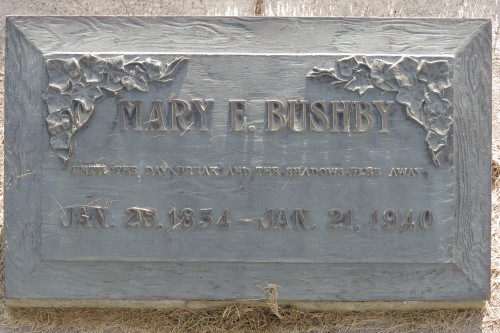 MARY E. BUSHBY
UNTIL THE DAY BREAK AND THE SHADOWS FLEE AWAY
JAN. 28, 1854 – JAN. 21, 1940